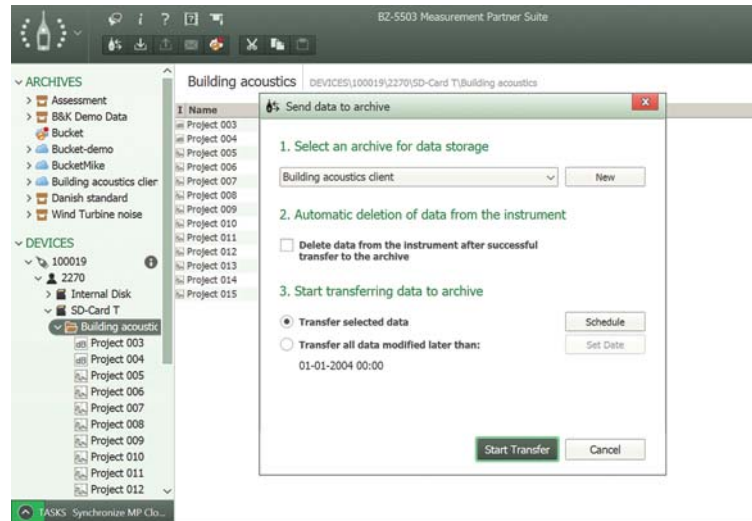 BZ-5503 Measurement Partner Suite
ARCHIVES
Assessment
B&K Demo Data
Bucket
Bucket-demo
BucketMike
Building acoustics clier
Danish standard
Wind Turbine noise
DEVICES
100019
2270
Internal Disk
SD-Card T
Building acoustic
Project 003
Project 004
Project 005
Project 006
Project 007
Project 008
Project 009
Project 010
Project 011
Project 012
TASKS Synchronize MP Clo...
Building acoustics DEVICES\100019\2270\SD-Card T\Building acoustics
I Name
Project 003
Project 004
Project 005
Project 006
Project 007
Project 008
Project 009
Project 010
Project 011
Project 012
Project 013
Project 014
Project 015
Send data to archive
1. Select an archive for data storage
Building acoustics client New
2. Automatic deletion of data from the instrument
Delete data from the instrument after successful
transfer to the archive
3. Start transferring data to archive
Transfer selected data Schedule
Transfer all data modified later than: Set Date
01-01-2004 00:00
Start Transfer Cancel